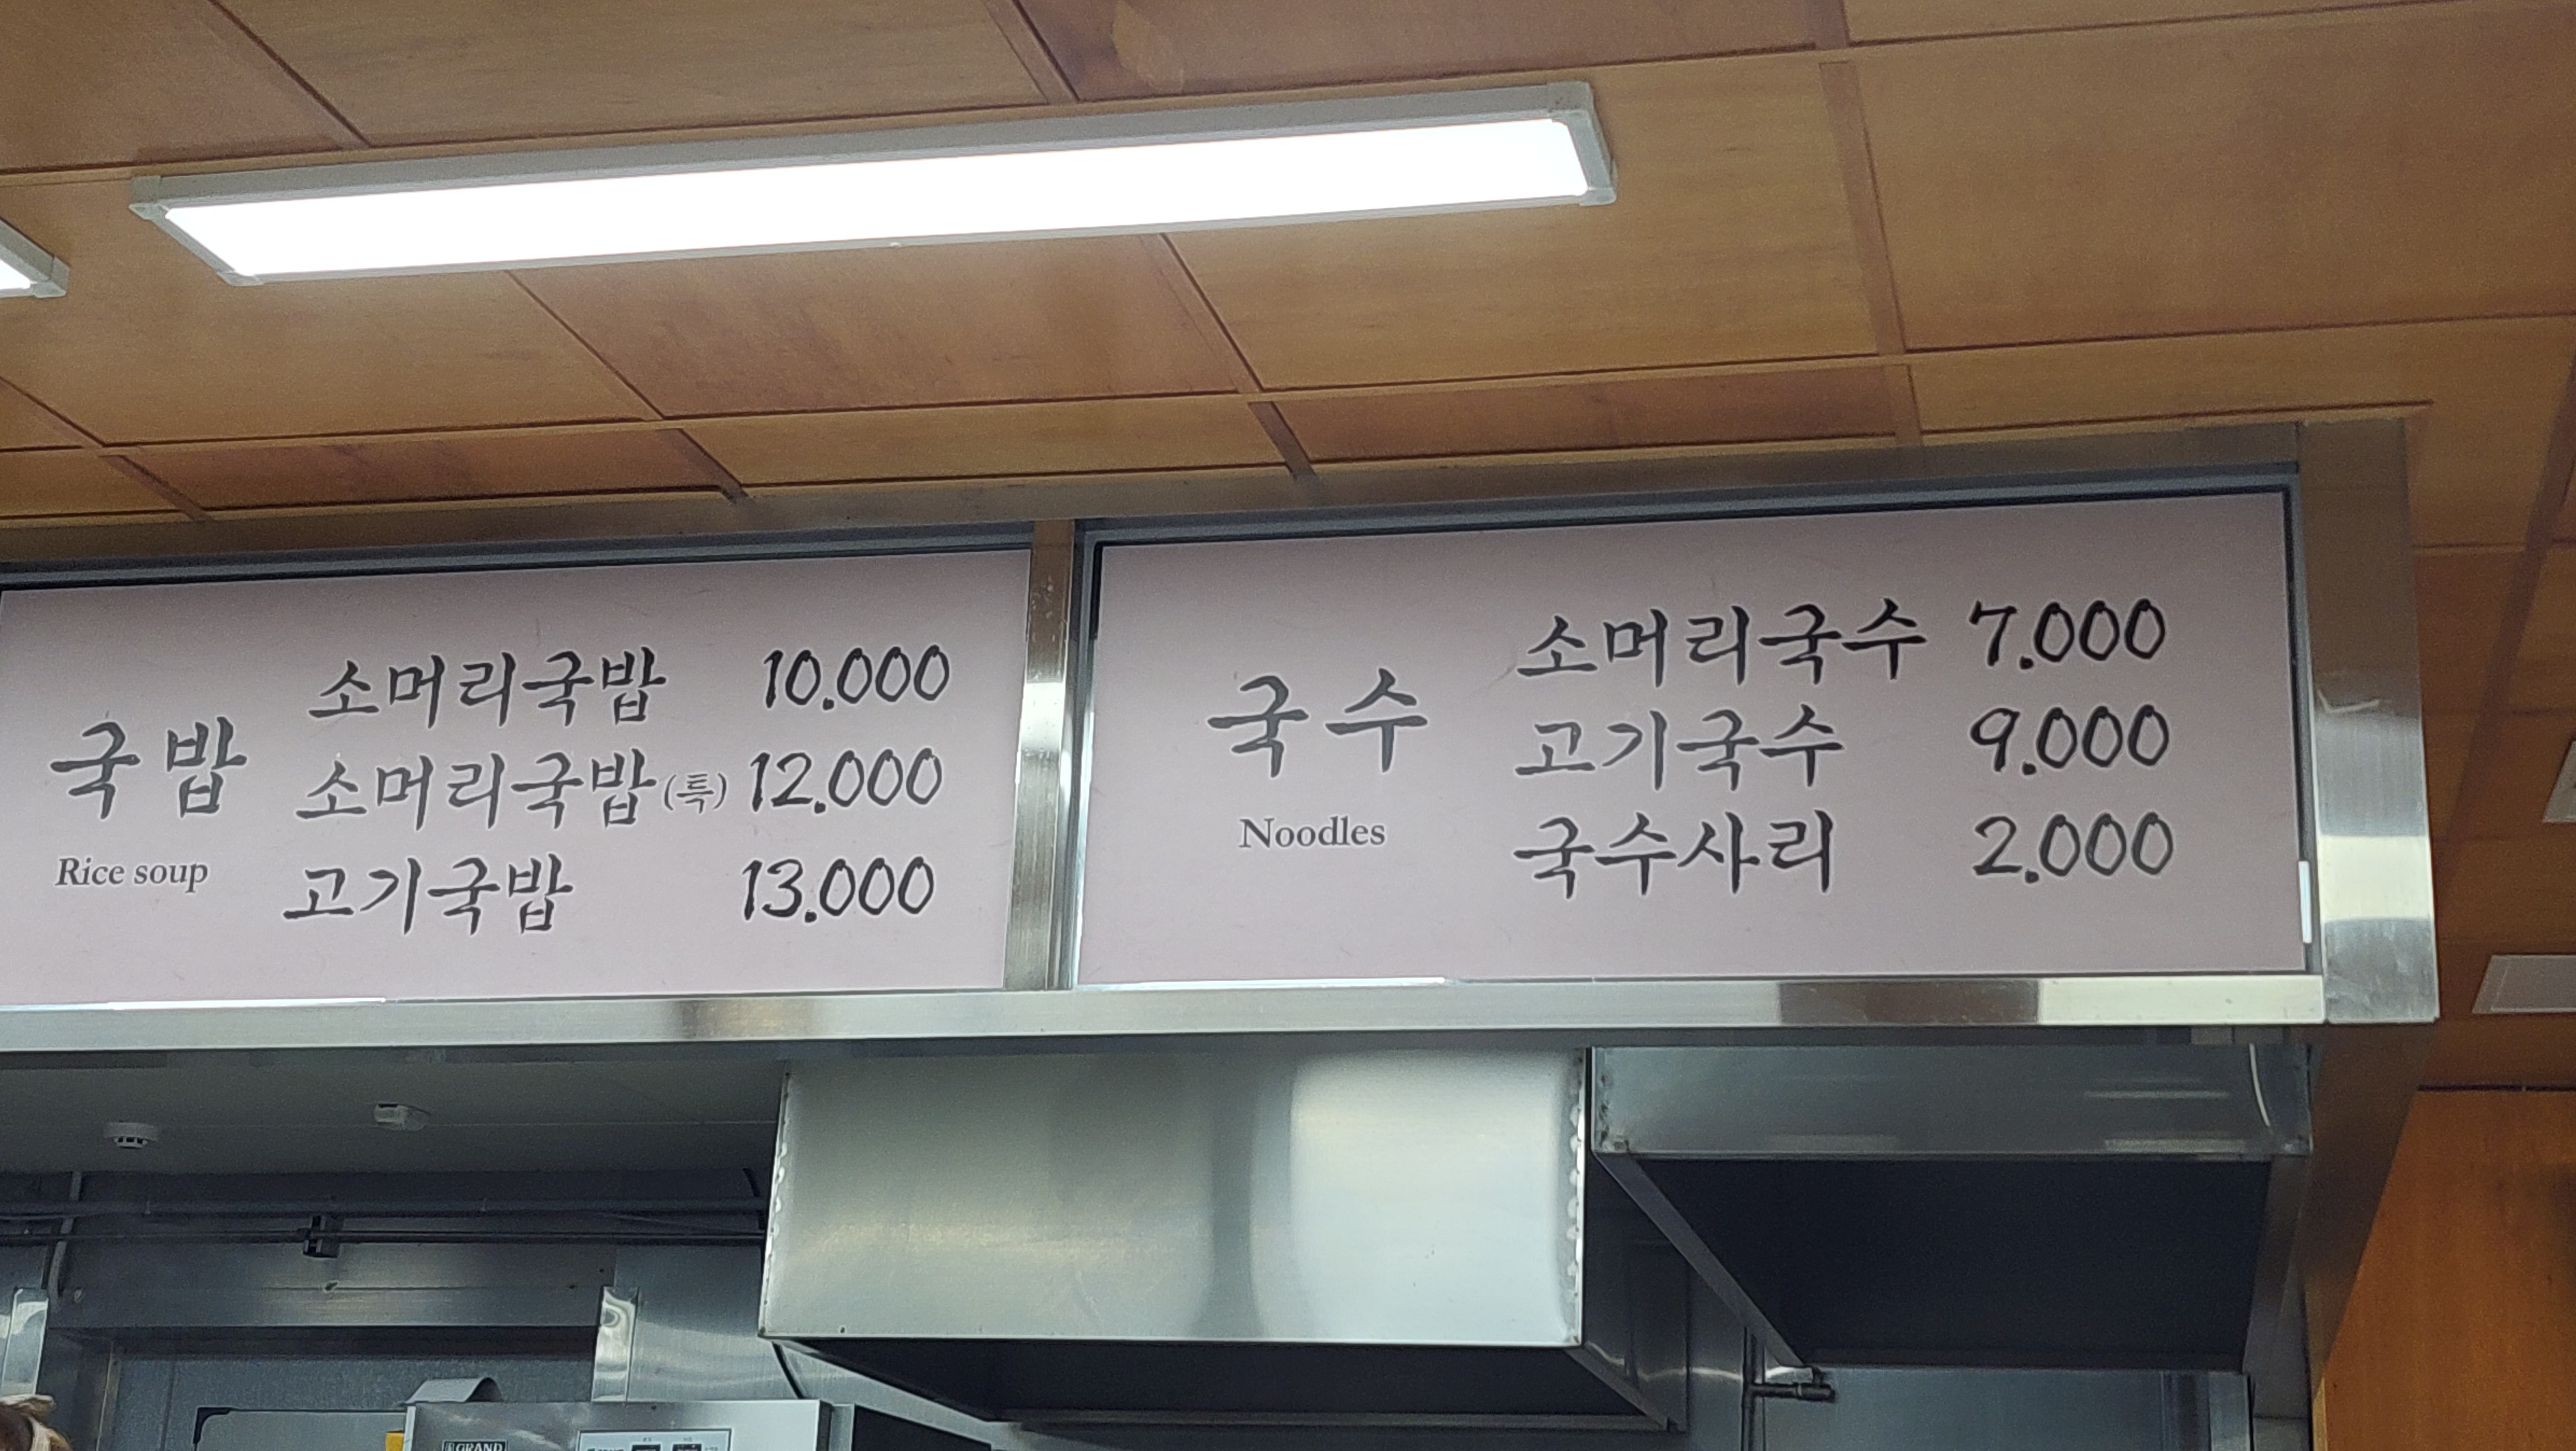 국밥
Rice soup
소머리국밥 10.000
소머리국밥(특) 12.000
고기국밥 13.000
국수
Noodles
소머리국수 7.000
고기국수 9.000
국수사리 2.000
GRAND